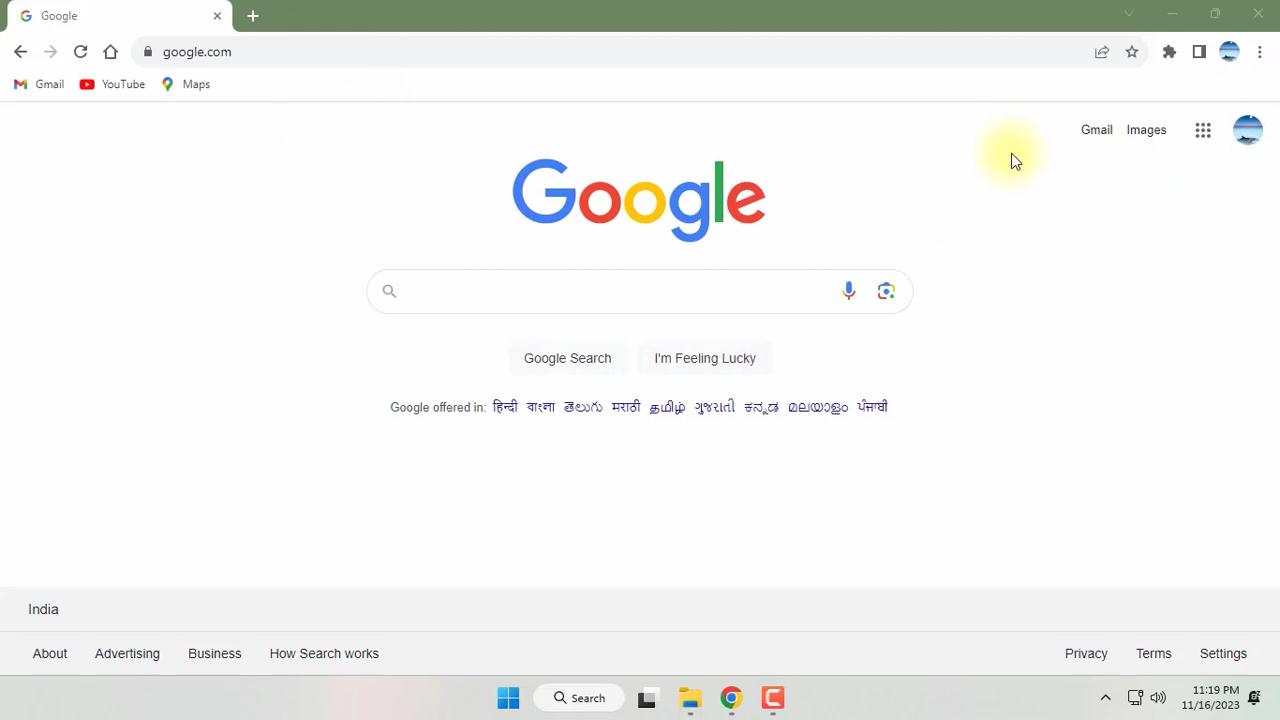 Google
google.com
Gmail YouTube Maps
Gmail Images
Google
Google Search I'm Feeling Lucky
Google offered in: हिन्दी বাংলা తెలుగు मराठी தமிழ் ગુજરાતી ಕನ್ನಡ മലയാളം ਪੰਜਾਬੀ
India
About Advertising Business How Search works Privacy Terms Settings
Search
11:19 PM
11/16/2023